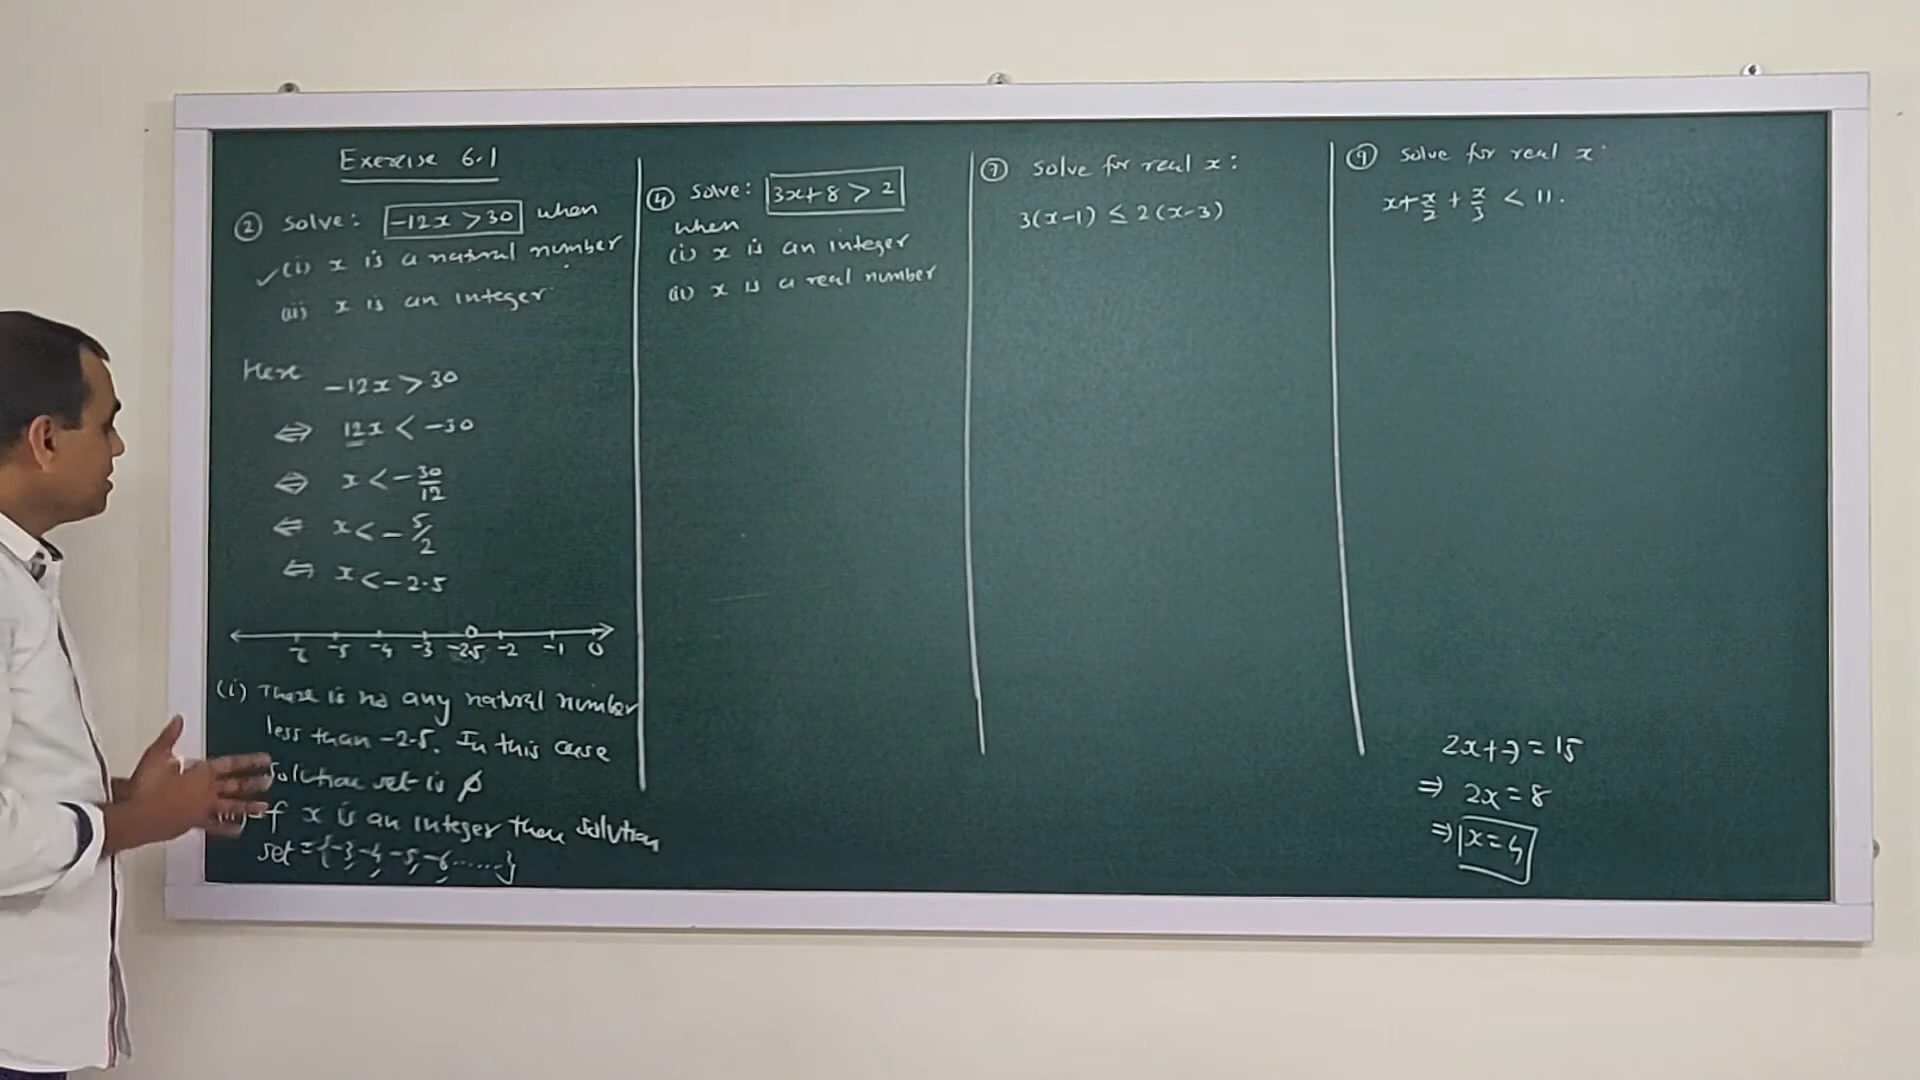 Exercise 6.1
② Solve: -12x > 30 when
(i) x is a natural number
(ii) x is an integer
Here -12x > 30
⇔ 12x < -30
⇔ x < -30/12
⇔ x < -5/2
⇔ x < -2.5
-6 -5 -4 -3 -2.5 -2 -1 0
(i) There is no any natural number
less than -2.5. In this case
solution set is ϕ
If x is an integer then solution
set = {-3, -4, -5, -6, ......}
④ Solve: 3x+8 > 2
when
(i) x is an integer
(ii) x is a real number
⑦ Solve for real x:
3(x-1) ≤ 2(x-3)
⑨ Solve for real x
x + x/2 + x/3 < 11.
2x+7 = 15
⇒ 2x = 8
⇒ x = 4